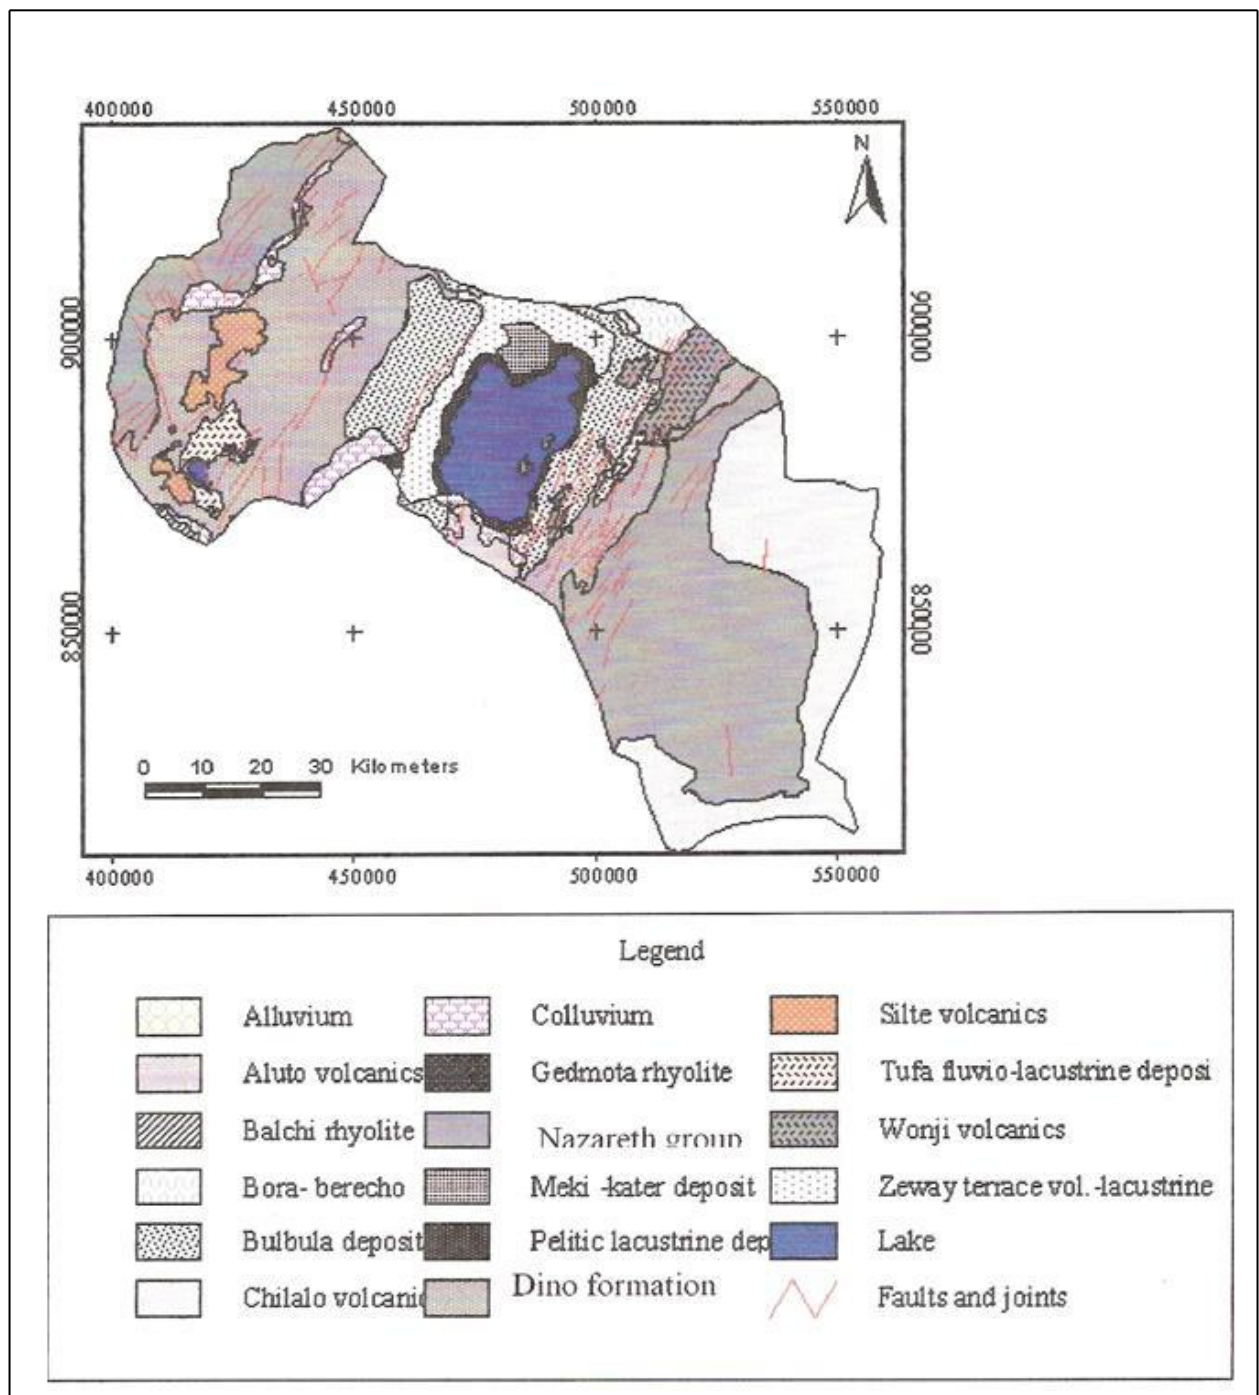 400000 450000 500000 550000
N
900000 900000
850000 850000
0 10 20 30 Kilometers
400000 450000 500000 550000
Legend
Alluvium Colluvium Silte volcanics
Aluto volcanics Gedmota rhyolite Tufa fluvio-lacustrine deposi
Balchi rhyolite Nazareth group Wonji volcanics
Bora- berecho Meki -kater deposit Zeway terrace vol.-lacustrine
Bulbula deposit Pelitic lacustrine dep Lake
Chilalo volcanic Dino formation Faults and joints